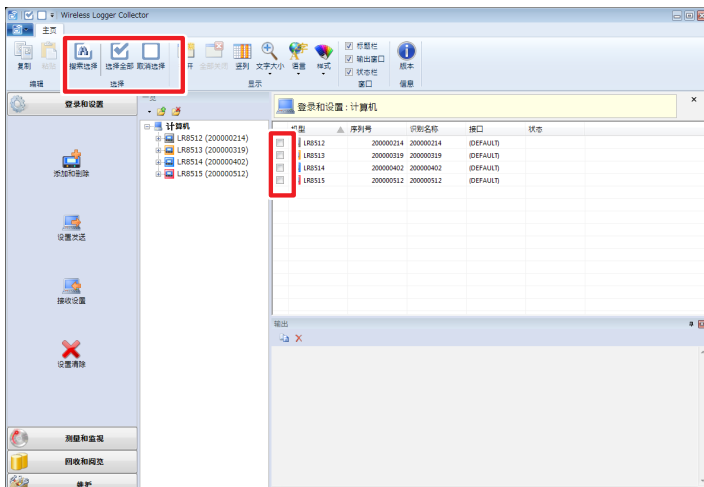 Wireless Logger Collector
主页
复制
搜索选择
选择全部
取消选择
全部关闭
竖列
文字大小
语言
样式
标题栏
输出窗口
状态栏
版本
编辑
选择
显示
窗口
信息
登录和设置
添加和删除
设置发送
接收设置
设置清除
测量和监视
回收和阅览
计算机
LR8512 (200000214)
LR8513 (200000319)
LR8514 (200000402)
LR8515 (200000512)
登录和设置: 计算机
序列号 识别名称 接口 状态
LR8512 200000214 200000214 (DEFAULT)
LR8513 200000319 200000319 (DEFAULT)
LR8514 200000402 200000402 (DEFAULT)
LR8515 200000512 200000512 (DEFAULT)
输出